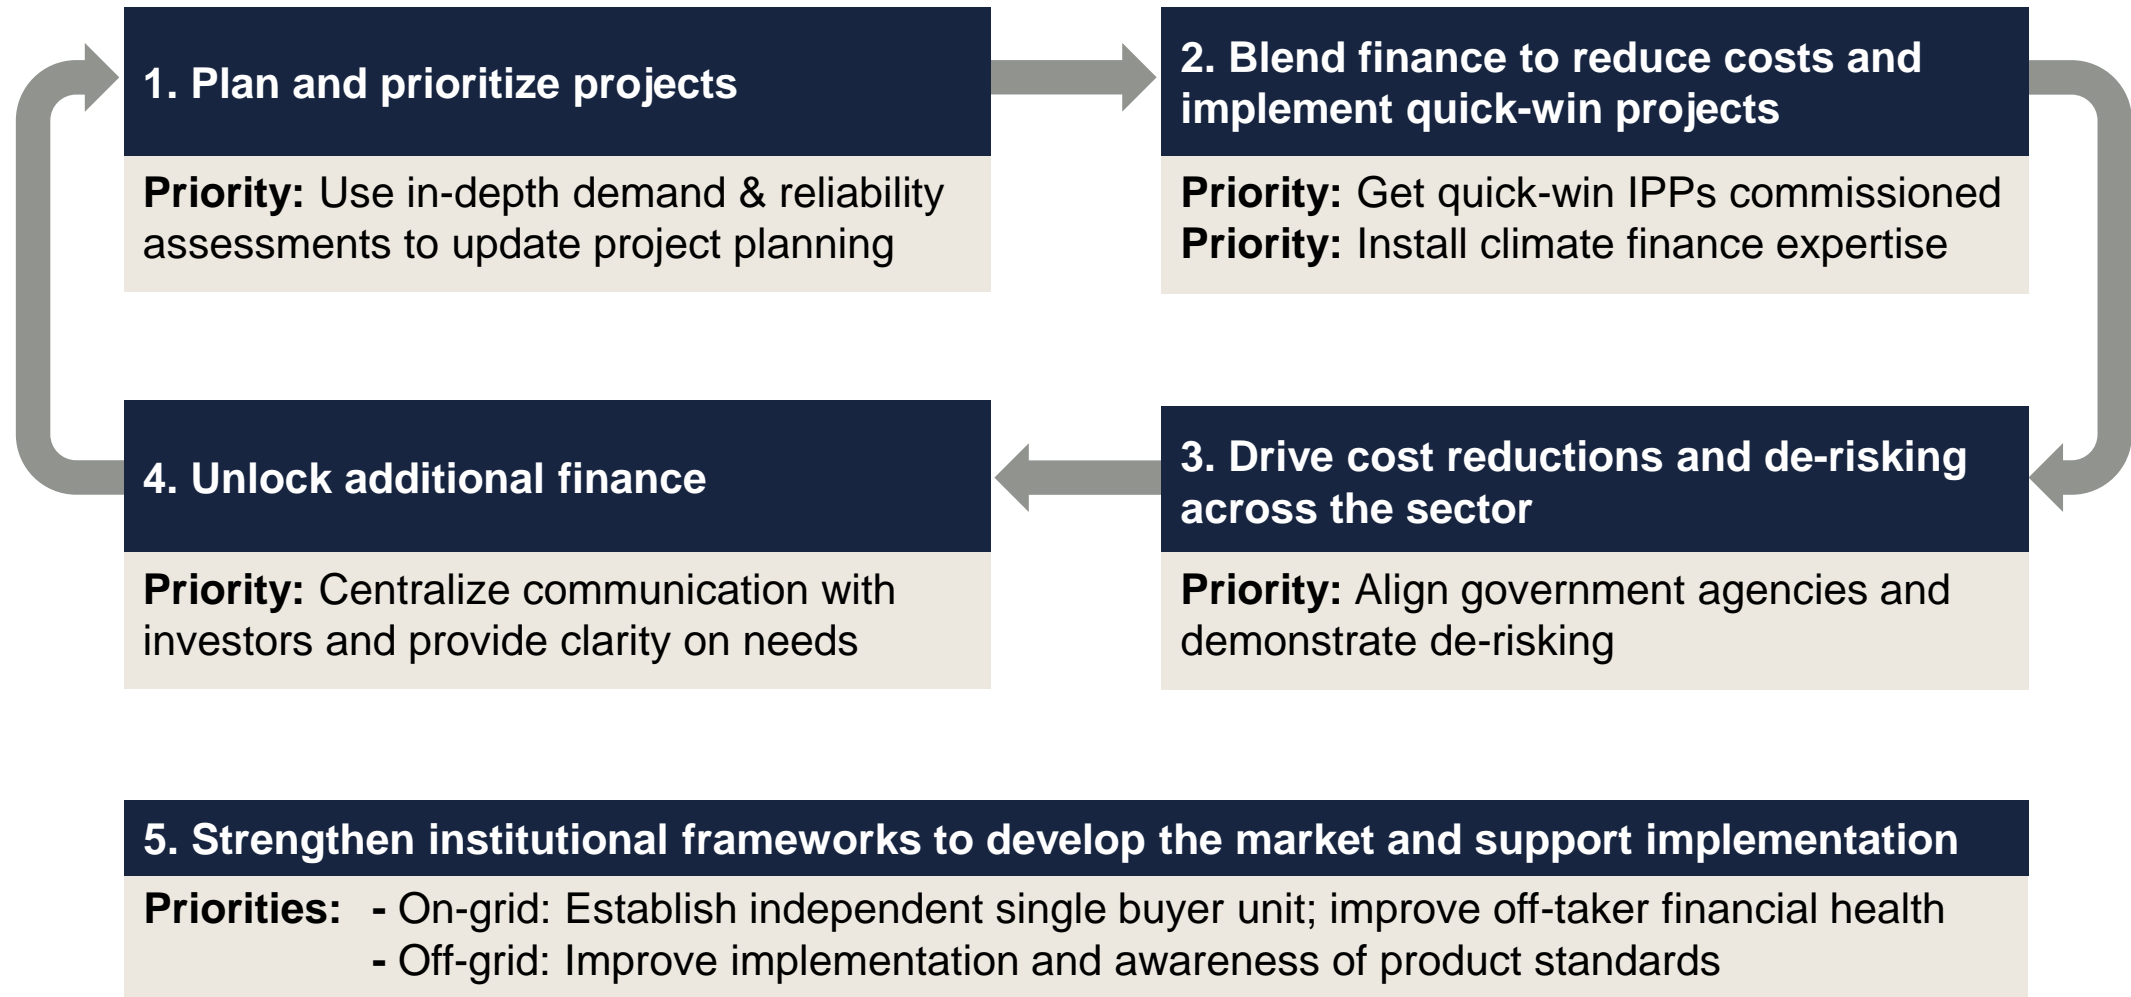 1. Plan and prioritize projects
Priority: Use in-depth demand & reliability
assessments to update project planning
2. Blend finance to reduce costs and
implement quick-win projects
Priority: Get quick-win IPPs commissioned
Priority: Install climate finance expertise
3. Drive cost reductions and de-risking
across the sector
Priority: Align government agencies and
demonstrate de-risking
4. Unlock additional finance
Priority: Centralize communication with
investors and provide clarity on needs
5. Strengthen institutional frameworks to develop the market and support implementation
Priorities: - On-grid: Establish independent single buyer unit; improve off-taker financial health
- Off-grid: Improve implementation and awareness of product standards